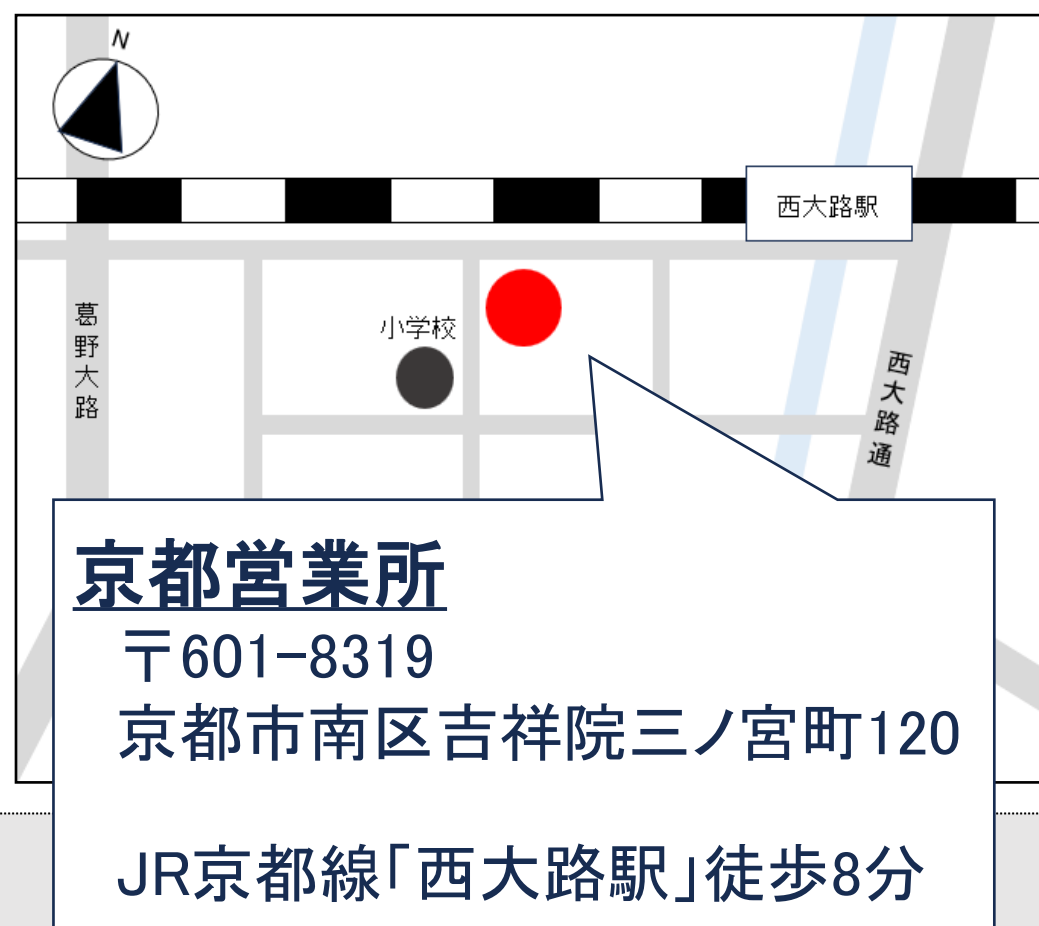 N
西大路駅
葛野大路
小学校
西大路通
京都営業所
〒601-8319
京都市南区吉祥院三ノ宮町120
JR京都線「西大路駅」徒歩8分